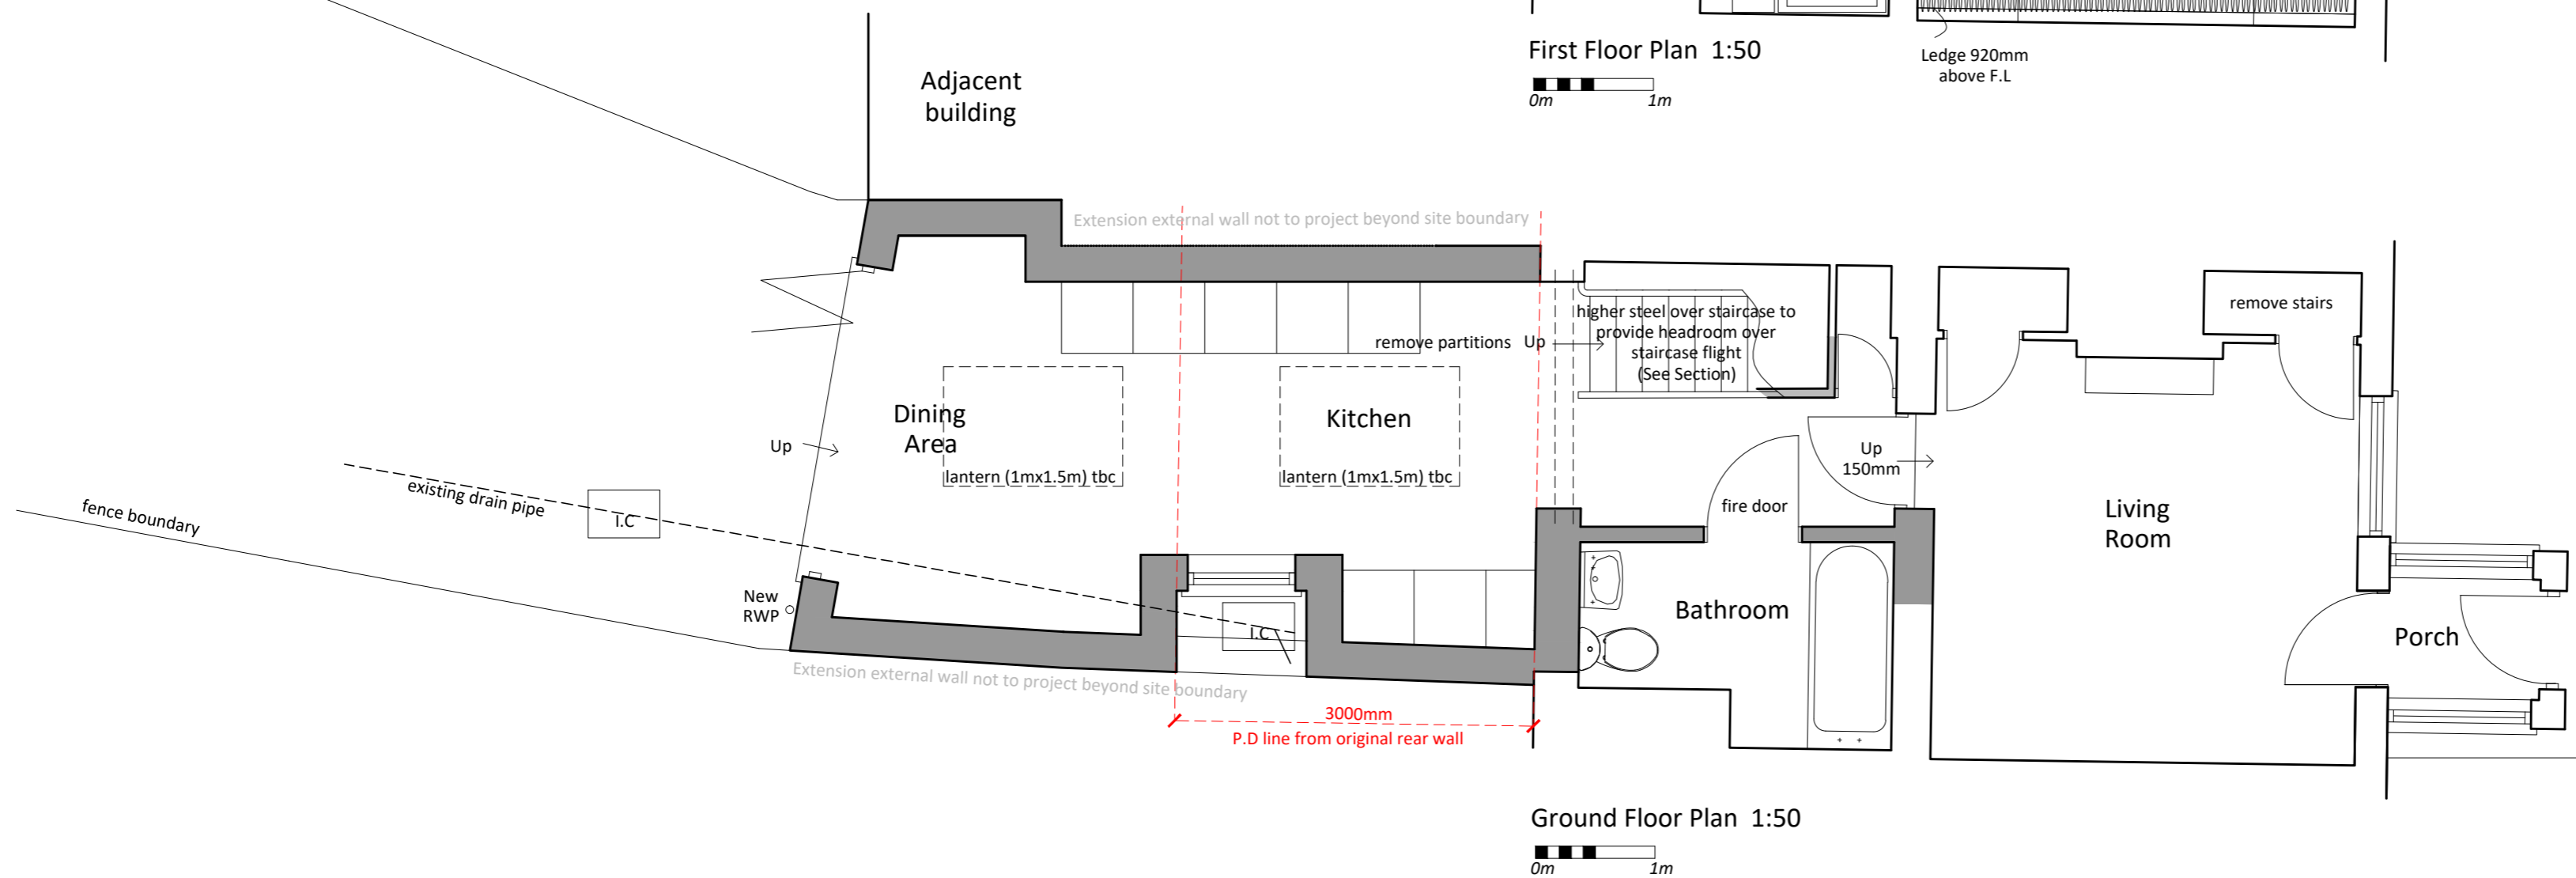 First Floor Plan 1:50
0m 1m
Ledge 920mm
above F.L
Adjacent
building
Extension external wall not to project beyond site boundary
remove stairs
higher steel over staircase to
provide headroom over
staircase flight
(See Section)
remove partitions Up
Dining
Area
Kitchen
lantern (1mx1.5m) tbc
lantern (1mx1.5m) tbc
Up
Up
150mm
fire door
Living
Room
existing drain pipe
I.C
fence boundary
New
RWP
I.C
Bathroom
Porch
Extension external wall not to project beyond site boundary
3000mm
P.D line from original rear wall
Ground Floor Plan 1:50
0m 1m